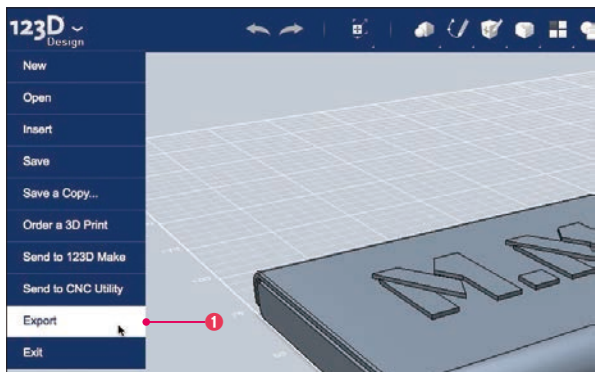 123D
Design
New
Open
Insert
Save
Save a Copy...
Order a 3D Print
Send to 123D Make
Send to CNC Utility
Export
1
Exit
M.M